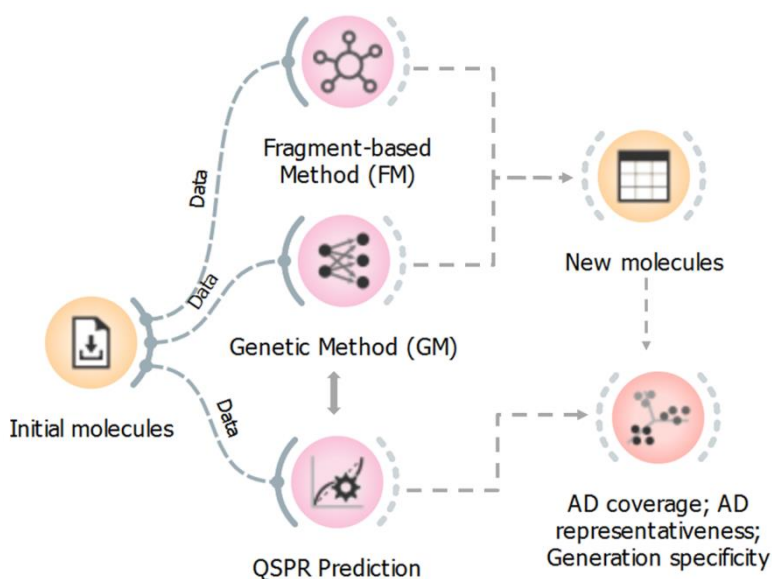 Data
Fragment-based
Method (FM)
Data
New molecules
Genetic Method (GM)
Initial molecules
Data
AD coverage; AD
representativeness;
Generation specificity
QSPR Prediction